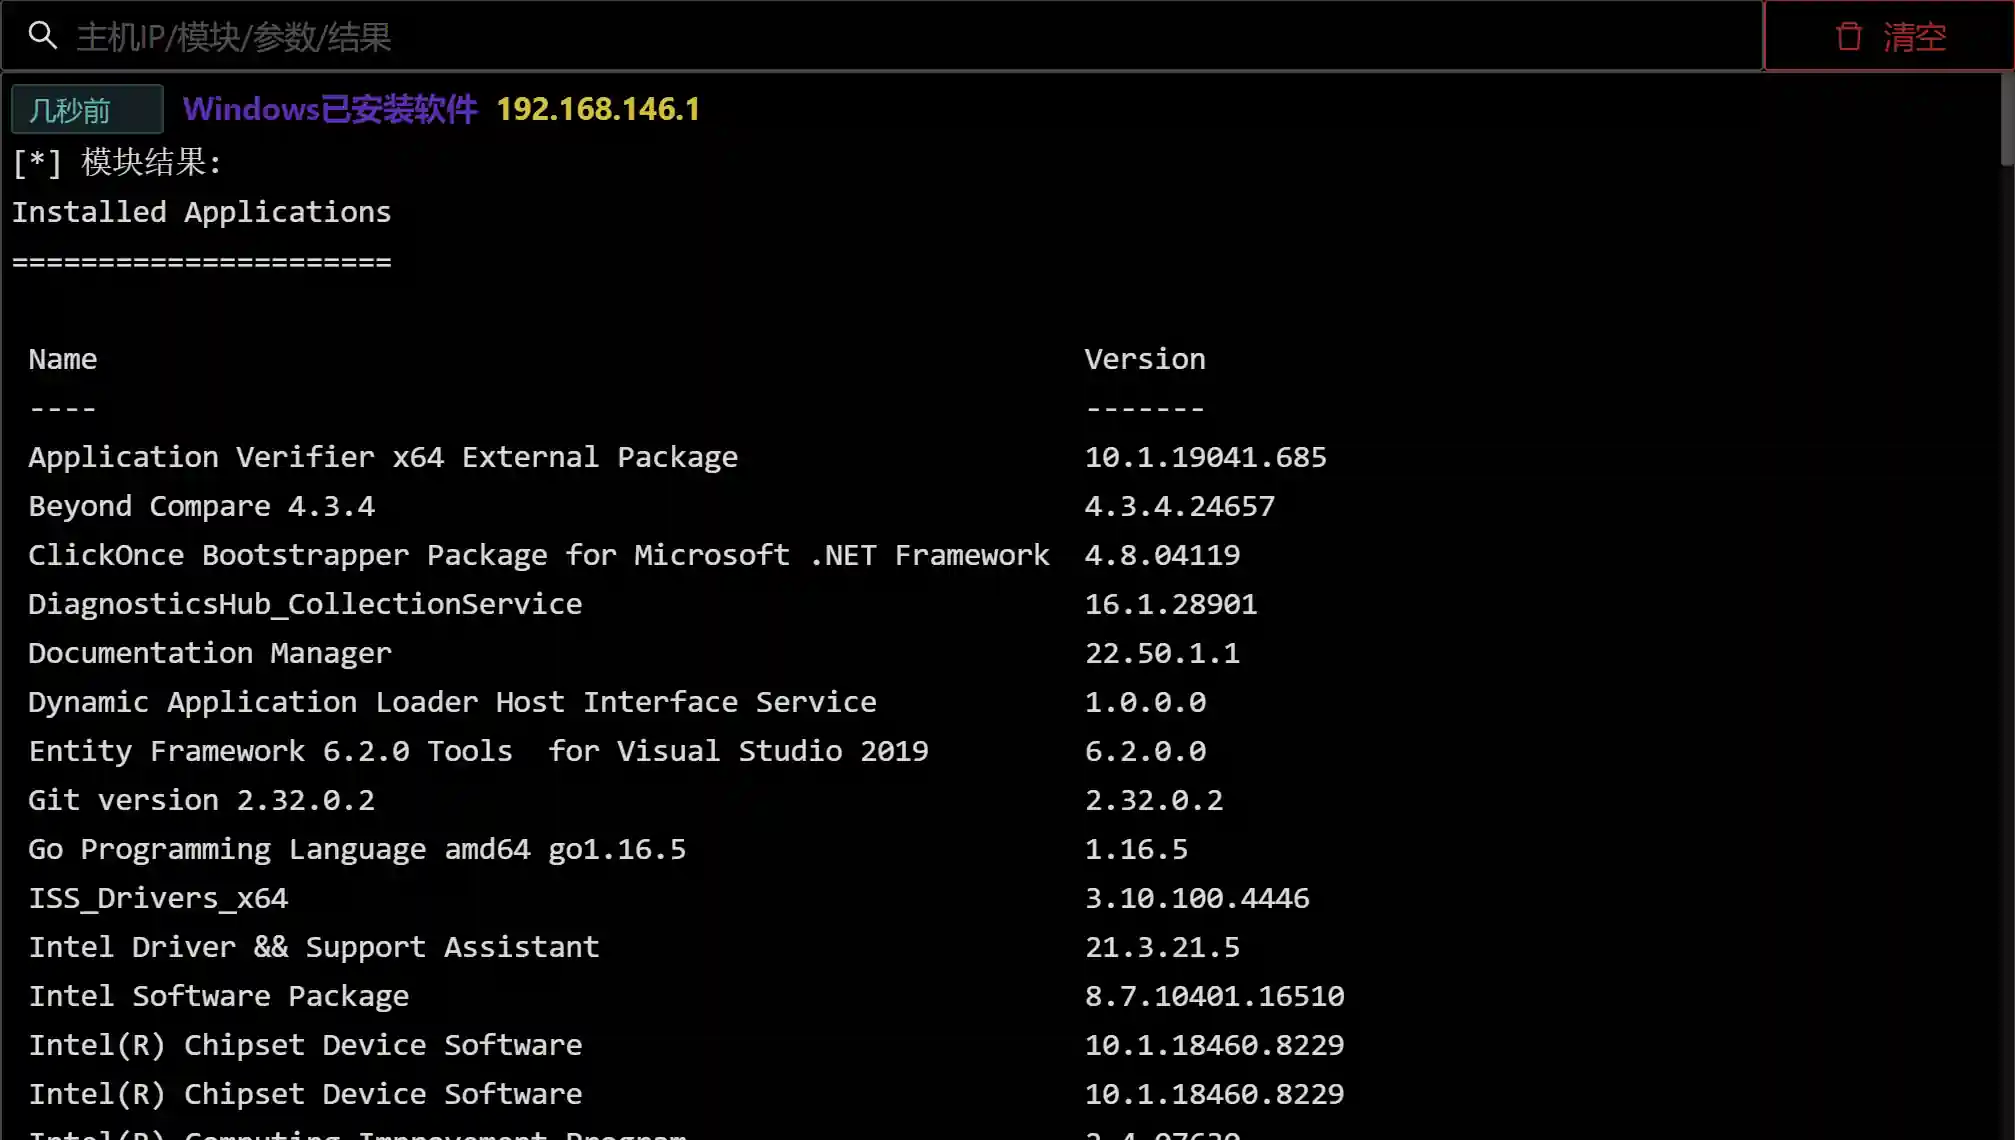 主机IP/模块/参数/结果
清空
几秒前 Windows已安装软件 192.168.146.1
[*] 模块结果:
Installed Applications
======================
Name Version
---- -------
Application Verifier x64 External Package 10.1.19041.685
Beyond Compare 4.3.4 4.3.4.24657
ClickOnce Bootstrapper Package for Microsoft .NET Framework 4.8.04119
DiagnosticsHub_CollectionService 16.1.28901
Documentation Manager 22.50.1.1
Dynamic Application Loader Host Interface Service 1.0.0.0
Entity Framework 6.2.0 Tools  for Visual Studio 2019 6.2.0.0
Git version 2.32.0.2 2.32.0.2
Go Programming Language amd64 go1.16.5 1.16.5
ISS_Drivers_x64 3.10.100.4446
Intel Driver && Support Assistant 21.3.21.5
Intel Software Package 8.7.10401.16510
Intel(R) Chipset Device Software 10.1.18460.8229
Intel(R) Chipset Device Software 10.1.18460.8229
Intel(R) Computing Improvement Program